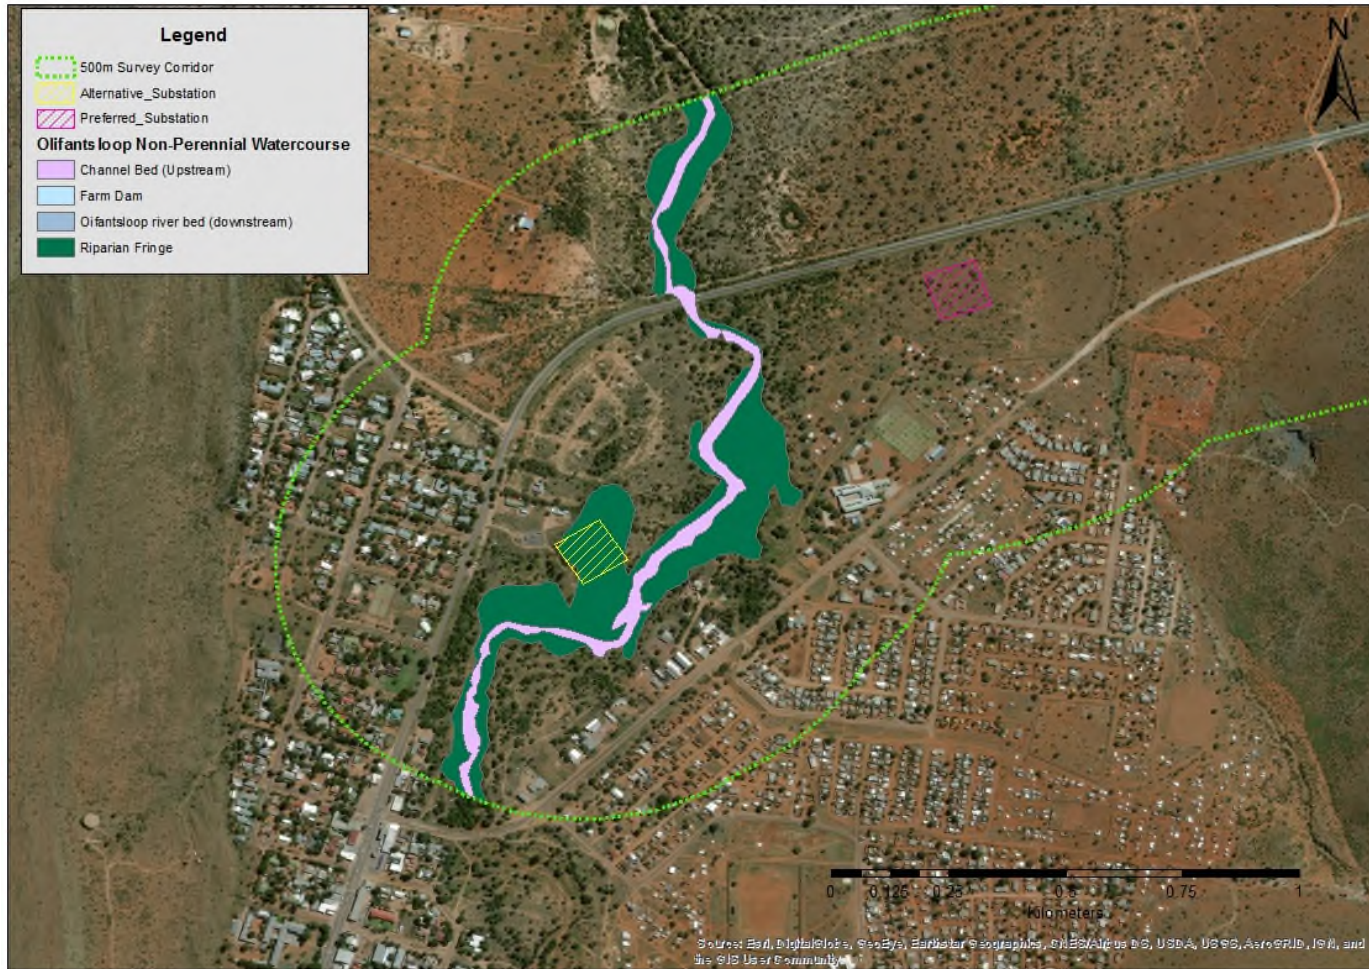 Legend
500m Survey Corridor
Alternative_Substation
Preferred_Substation
Olifantsloop Non-Perennial Watercourse
Channel Bed (Upstream)
Farm Dam
Oifantsloop river bed (downstream)
Riparian Fringe
N
0 0.125 0.25 0.5 0.75 1
Kilometers
Source: Esri, DigitalGlobe, GeoEye, Earthstar Geographics, CNES/Airbus DS, USDA, USGS, AeroGRID, IGN, and
the GIS User Community